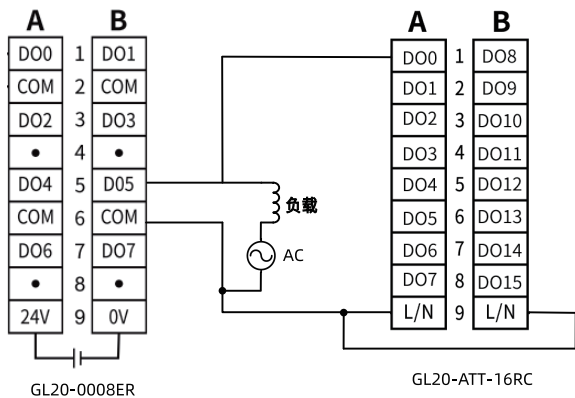 A B A B
DO0 1 DO1 DO0 1 DO8
COM 2 COM DO1 2 DO9
DO2 3 DO3 DO2 3 DO10
• 4 • DO3 4 DO11
DO4 5 D05 负载 DO4 5 DO12
COM 6 COM DO5 6 DO13
DO6 7 DO7 AC DO6 7 DO14
• 8 • DO7 8 DO15
24V 9 0V L/N 9 L/N
GL20-0008ER GL20-ATT-16RC